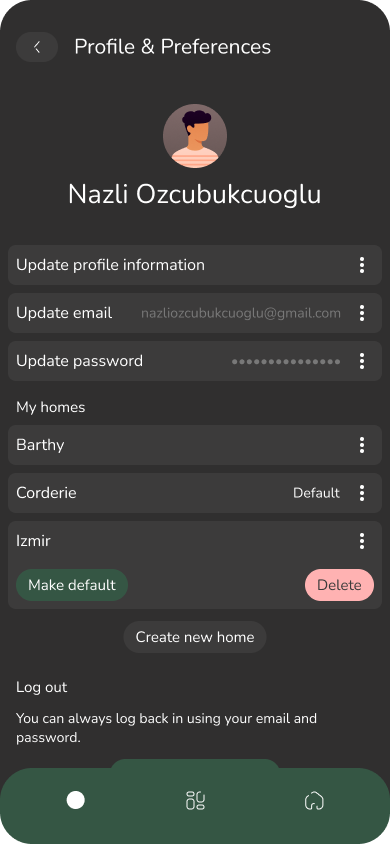 Profile & Preferences
Nazli Ozcubukcuoglu
Update profile information
Update email nazliozcubukcuoglu@gmail.com
Update password •••••••••••••••
My homes
Barthy
Corderie Default
Izmir
Make default Delete
Create new home
Log out
You can always log back in using your email and
password.